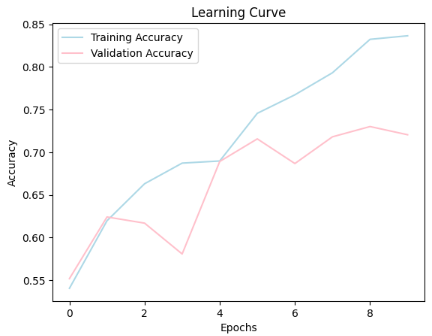 Learning Curve
Training Accuracy
Validation Accuracy
0.85
0.80
0.75
0.70
0.65
0.60
0.55
Accuracy
0 2 4 6 8
Epochs